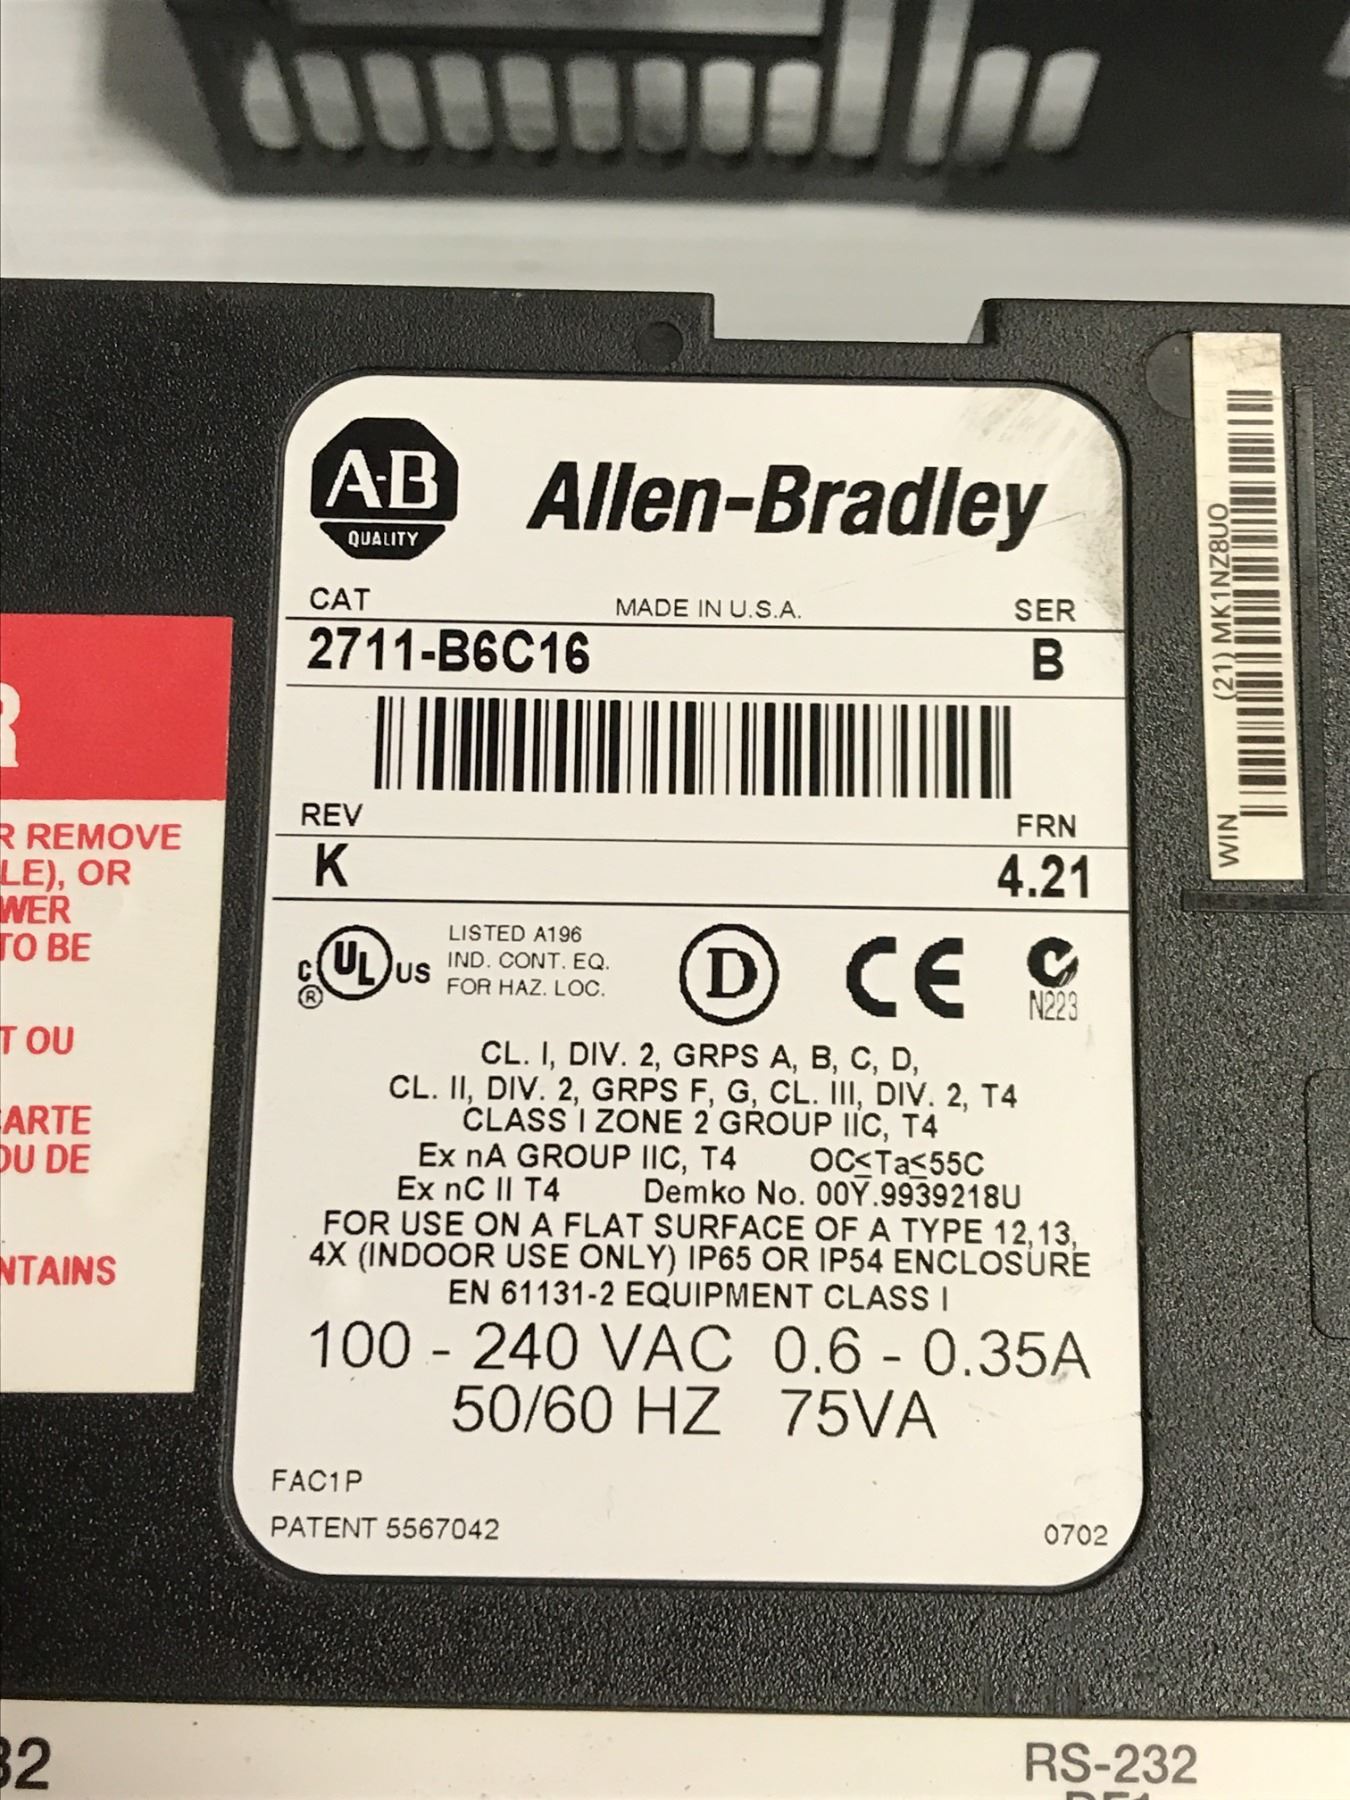 A-B
QUALITY
Allen-Bradley
CAT MADE IN U.S.A. SER
2711-B6C16 B
REV FRN
K 4.21
C UL US
®
LISTED A196
IND. CONT. EQ.
FOR HAZ. LOC.
D CE N223
CL. I, DIV. 2, GRPS A, B, C, D,
CL. II, DIV. 2, GRPS F, G, CL. III, DIV. 2, T4
CLASS I ZONE 2 GROUP IIC, T4
Ex nA GROUP IIC, T4 OC≤Ta≤55C
Ex nC II T4 Demko No. 00Y.9939218U
FOR USE ON A FLAT SURFACE OF A TYPE 12,13,
4X (INDOOR USE ONLY) IP65 OR IP54 ENCLOSURE
EN 61131-2 EQUIPMENT CLASS I
100 - 240 VAC 0.6 - 0.35A
50/60 HZ 75VA
FAC1P
PATENT 5567042 0702
WIN (21) MK1NZ8UO
R
R REMOVE
LE), OR
WER
TO BE
T OU
CARTE
OU DE
NTAINS
32
RS-232
DF1